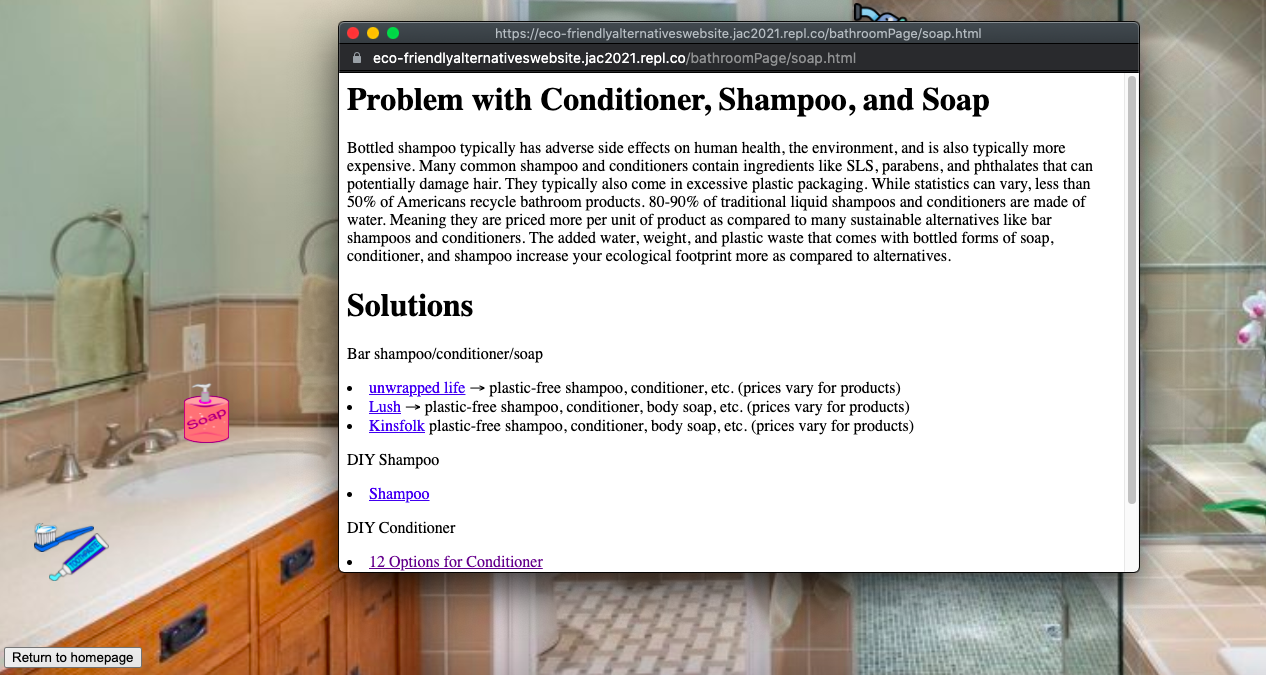 https://eco-friendlyalternativeswebsite.jac2021.repl.co/bathroomPage/soap.html
eco-friendlyalternativeswebsite.jac2021.repl.co/bathroomPage/soap.html
Problem with Conditioner, Shampoo, and Soap
Bottled shampoo typically has adverse side effects on human health, the environment, and is also typically more
expensive. Many common shampoo and conditioners contain ingredients like SLS, parabens, and phthalates that can
potentially damage hair. They typically also come in excessive plastic packaging. While statistics can vary, less than
50% of Americans recycle bathroom products. 80-90% of traditional liquid shampoos and conditioners are made of
water. Meaning they are priced more per unit of product as compared to many sustainable alternatives like bar
shampoos and conditioners. The added water, weight, and plastic waste that comes with bottled forms of soap,
conditioner, and shampoo increase your ecological footprint more as compared to alternatives.
Solutions
Bar shampoo/conditioner/soap
• unwrapped life → plastic-free shampoo, conditioner, etc. (prices vary for products)
• Lush → plastic-free shampoo, conditioner, body soap, etc. (prices vary for products)
• Kinsfolk plastic-free shampoo, conditioner, body soap, etc. (prices vary for products)
DIY Shampoo
• Shampoo
DIY Conditioner
• 12 Options for Conditioner
Soap
TOOTHPASTE
Return to homepage